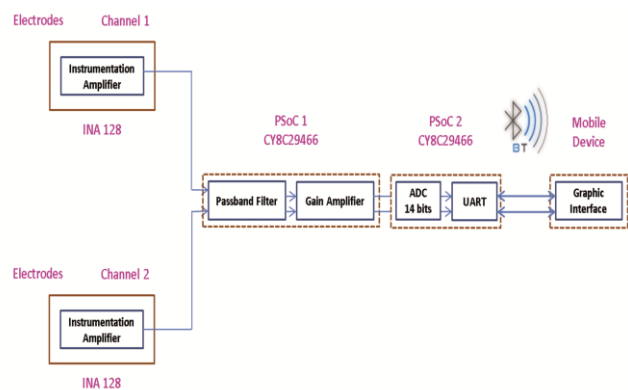 Electrodes Channel 1
Instrumentation
Amplifier
INA 128
PSoC 1
CY8C29466
PSoC 2
CY8C29466
BT
Mobile
Device
Passband Filter
Gain Amplifier
ADC
14 bits
UART
Graphic
Interface
Electrodes Channel 2
Instrumentation
Amplifier
INA 128